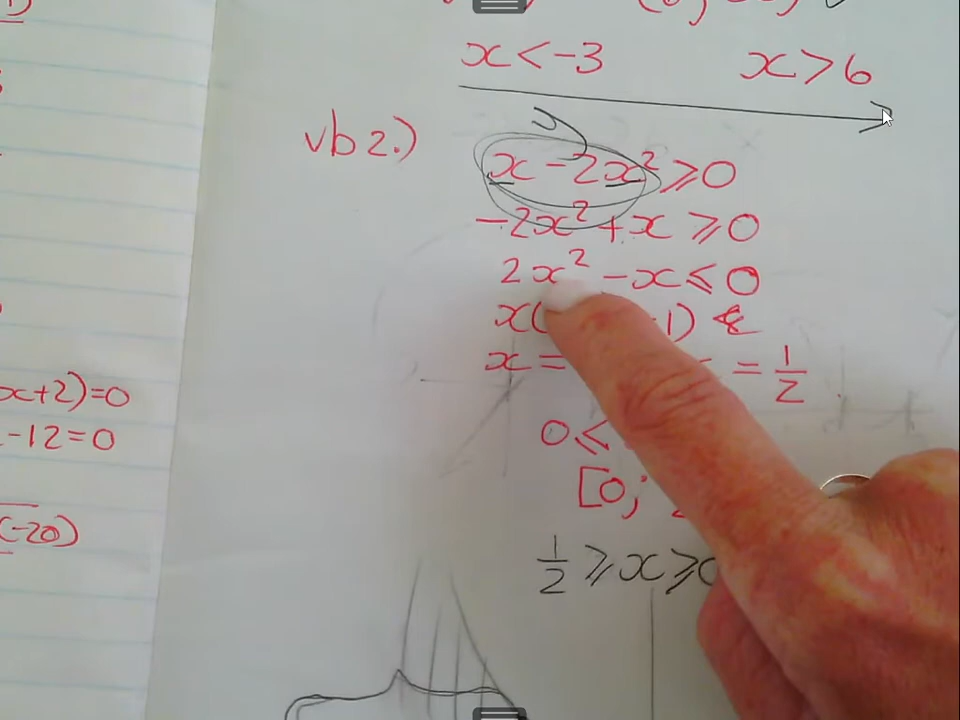 x < -3 x > 6
vb 2.)
y
x - 2x² ⩾ 0
-2x² + x ⩾ 0
2x² - x ⩽ 0
x( -1) ⩽
x = = 1/2
0 ⩽
[0;
1/2 ⩾ x ⩾ 0
x+2)=0
-12=0
(-20)